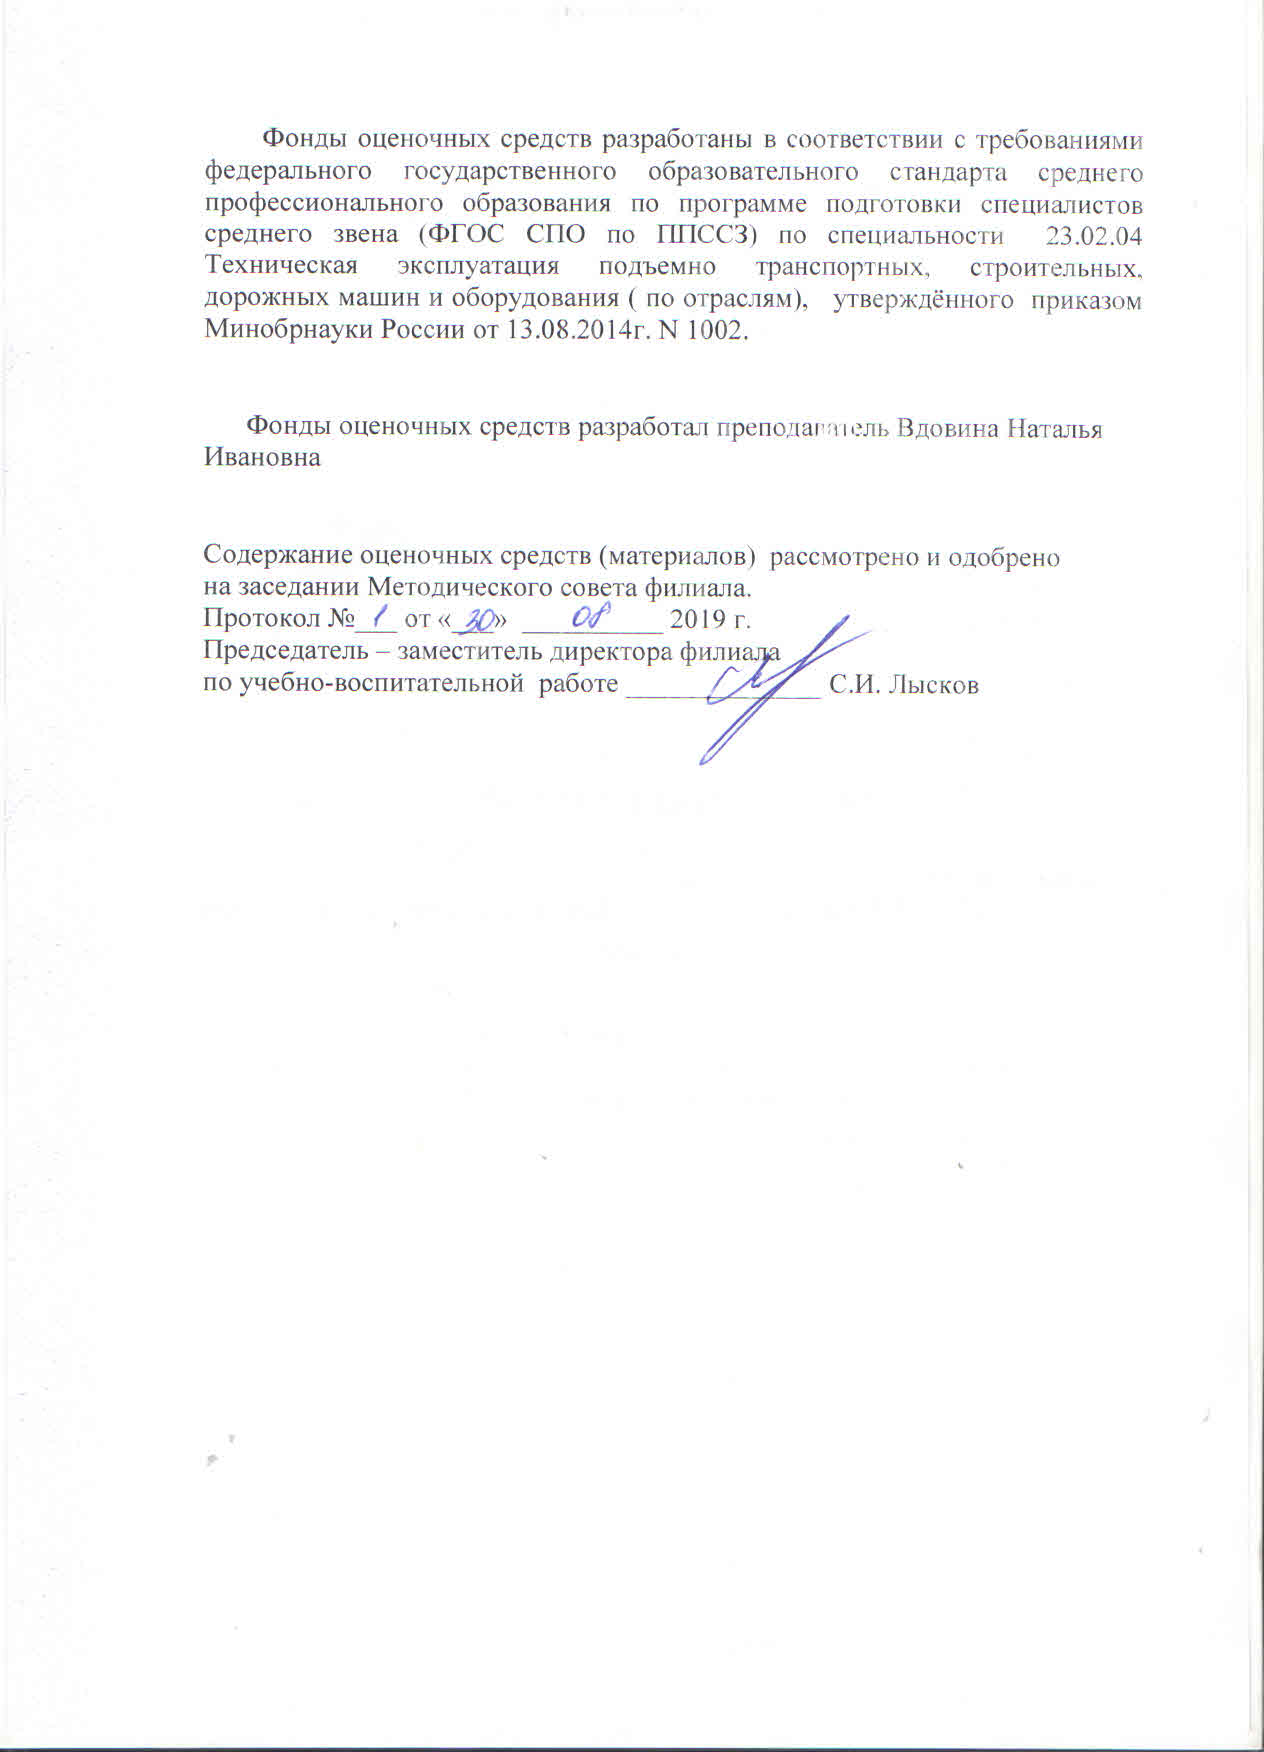 Фонды оценочных средств разработаны в соответствии с требованиями
федерального государственного образовательного стандарта среднего
профессионального образования по программе подготовки специалистов
среднего звена (ФГОС СПО по ППССЗ) по специальности 23.02.04
Техническая эксплуатация подъемно транспортных, строительных,
дорожных машин и оборудования ( по отраслям), утверждённого приказом
Минобрнауки России от 13.08.2014г. N 1002.
Фонды оценочных средств разработал преподаватель Вдовина Наталья
Ивановна
Содержание оценочных средств (материалов) рассмотрено и одобрено
на заседании Методического совета филиала.
Протокол № 1 от «30» 08 2019 г.
Председатель – заместитель директора филиала
по учебно-воспитательной работе ______________ С.И. Лысков